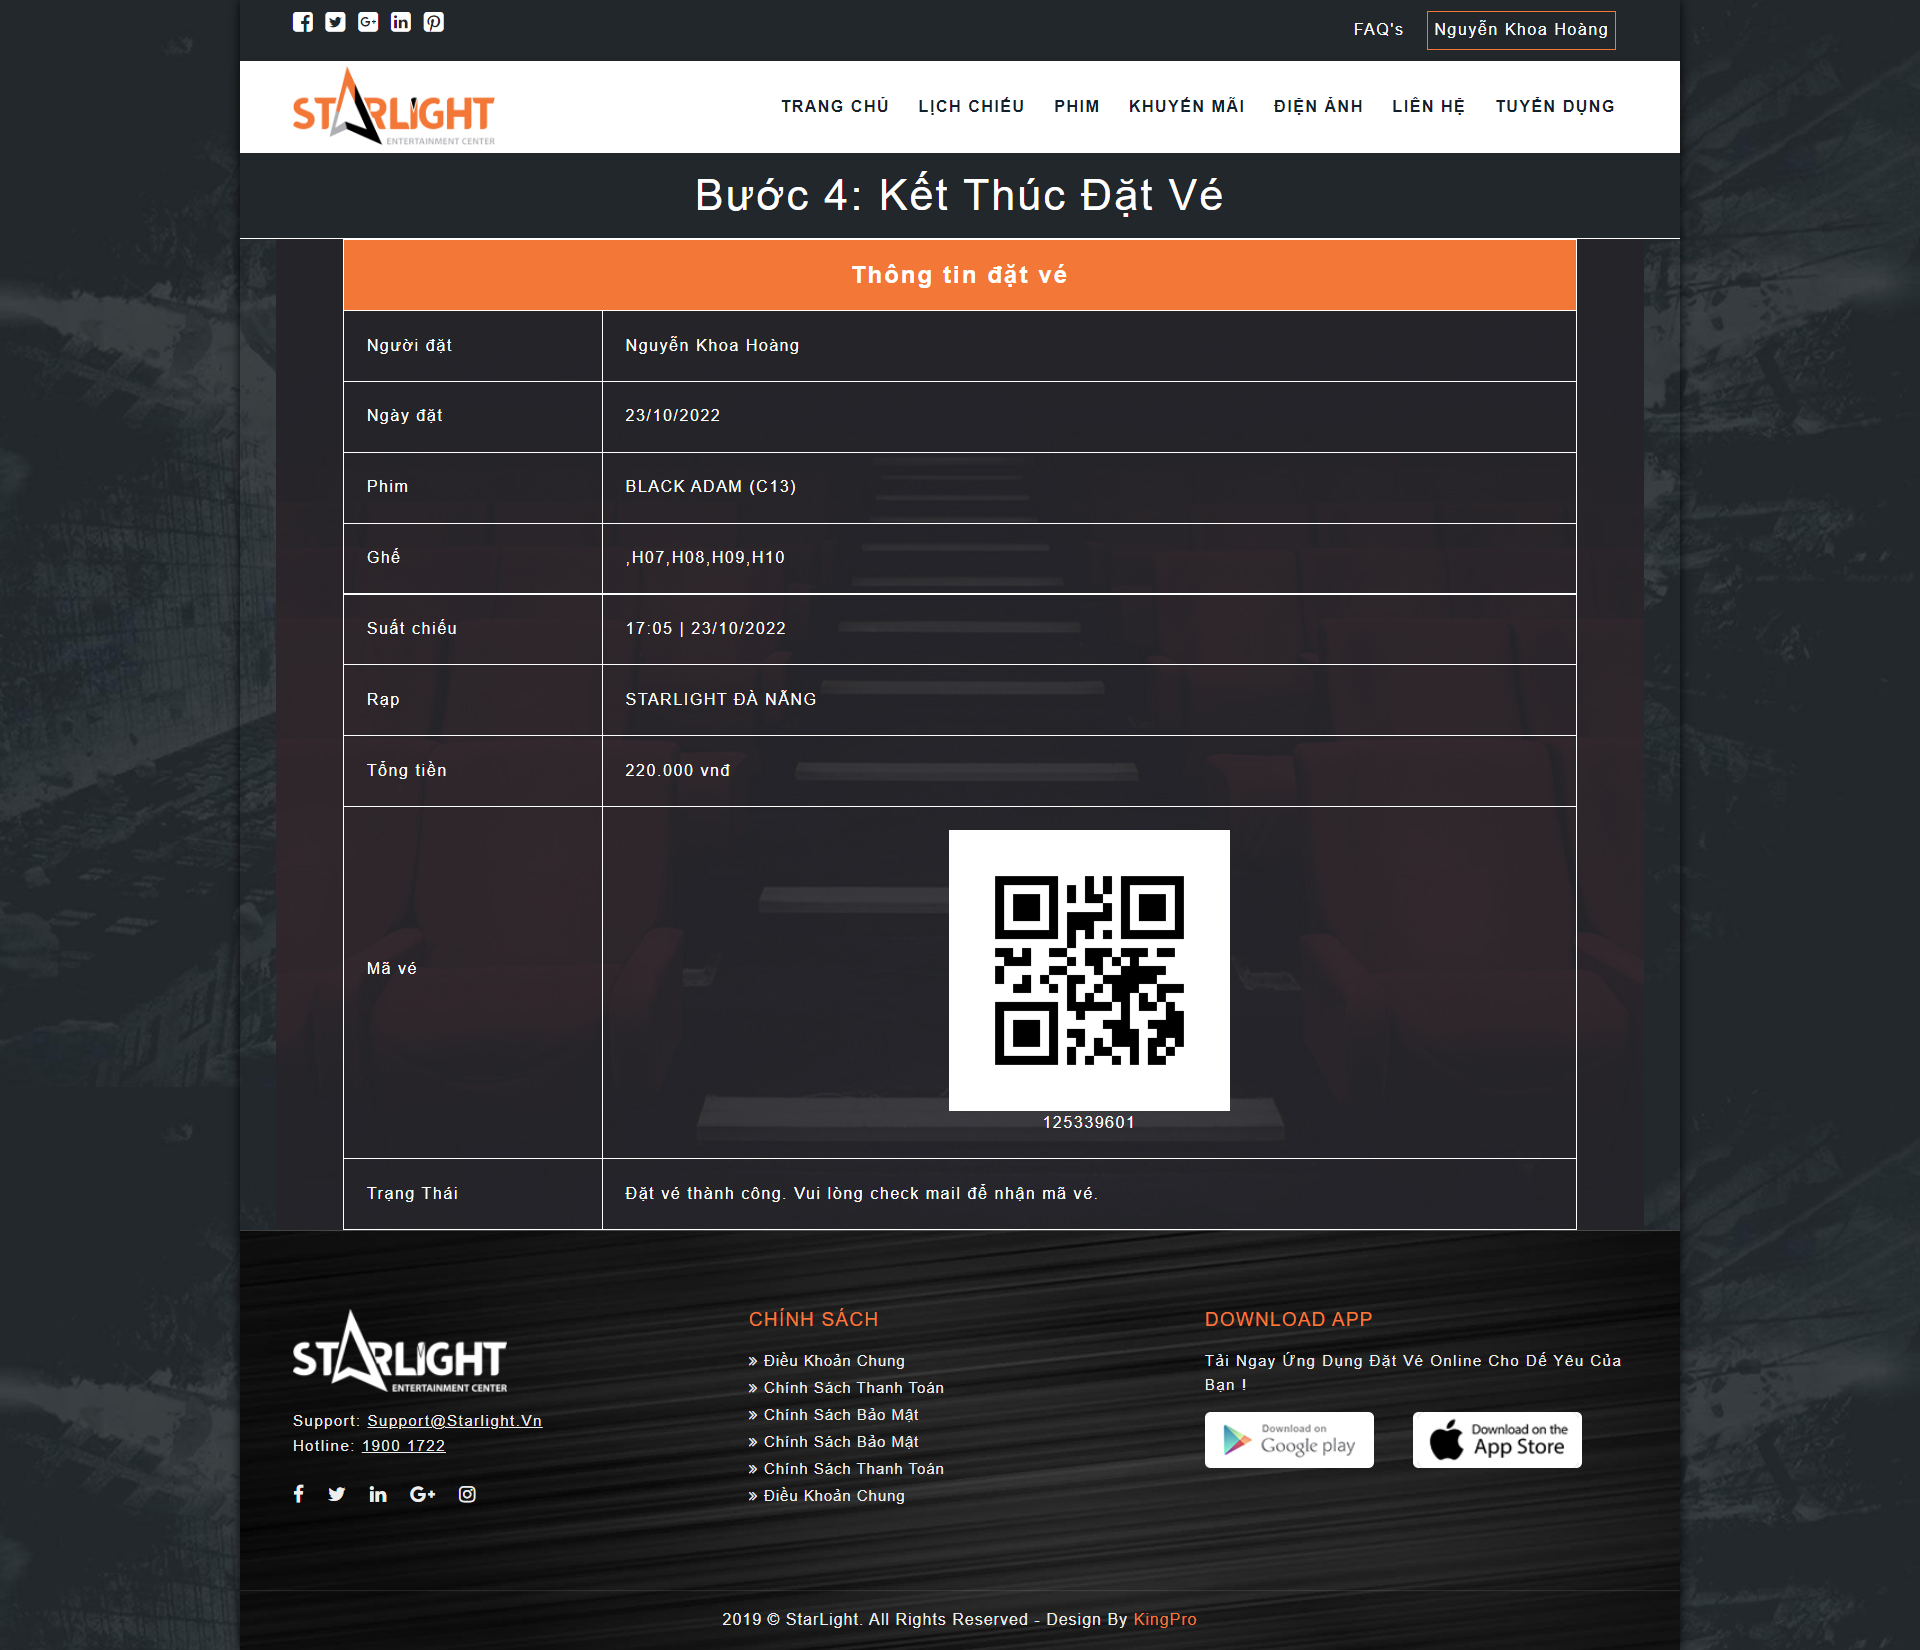 FAQ's
Nguyễn Khoa Hoàng
STARLIGHT
ENTERTAINMENT CENTER
TRANG CHỦ
LỊCH CHIẾU
PHIM
KHUYẾN MÃI
ĐIỆN ẢNH
LIÊN HỆ
TUYỂN DỤNG
Bước 4: Kết Thúc Đặt Vé
Thông tin đặt vé
Người đặt
Nguyễn Khoa Hoàng
Ngày đặt
23/10/2022
Phim
BLACK ADAM (C13)
Ghế
,H07,H08,H09,H10
Suất chiếu
17:05 | 23/10/2022
Rạp
STARLIGHT ĐÀ NẴNG
Tổng tiền
220.000 vnđ
Mã vé
125339601
Trạng Thái
Đặt vé thành công. Vui lòng check mail để nhận mã vé.
STARLIGHT
ENTERTAINMENT CENTER
Support: Support@Starlight.Vn
Hotline: 1900 1722
CHÍNH SÁCH
Điều Khoản Chung
Chính Sách Thanh Toán
Chính Sách Bảo Mật
Chính Sách Bảo Mật
Chính Sách Thanh Toán
Điều Khoản Chung
DOWNLOAD APP
Tải Ngay Ứng Dụng Đặt Vé Online Cho Dế Yêu Của
Bạn !
Download on
Google play
Download on the
App Store
2019 © StarLight. All Rights Reserved - Design By KingPro